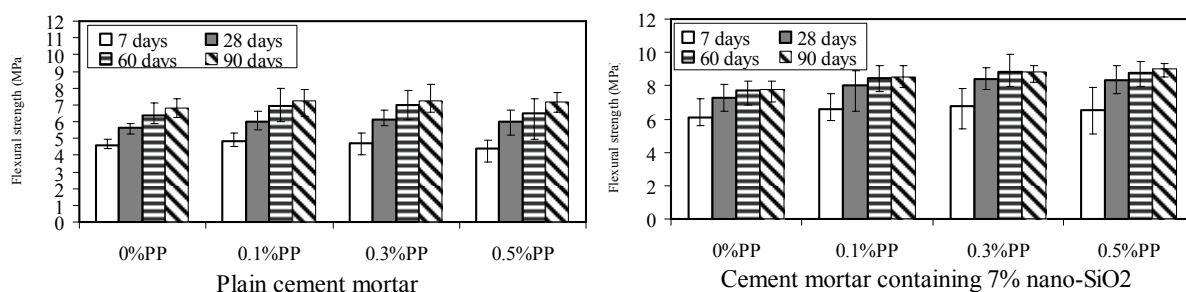 Flexural strength (MPa
12
11
10
9
8
7
6
5
4
3
2
1
0
7 days
28 days
60 days
90 days
0%PP
0.1%PP
0.3%PP
0.5%PP
Plain cement mortar
Flexural strength (MPa)
12
10
8
6
4
2
0
7 days
28 days
60 days
90 days
0%PP
0.1%PP
0.3%PP
0.5%PP
Cement mortar containing 7% nano-SiO2